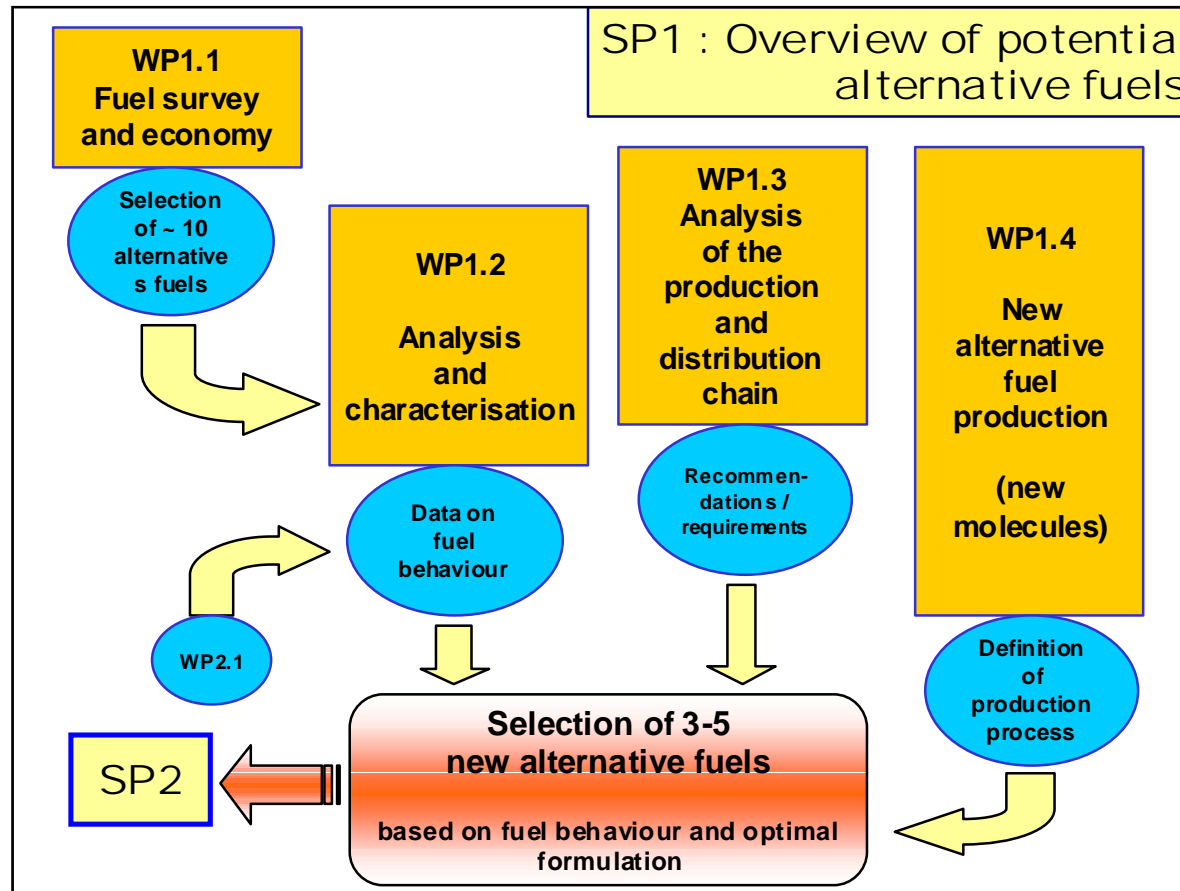 SP1 : Overview of potentia
alternative fuels
WP1.1
Fuel survey
and economy
Selection
of ~ 10
alternative
s fuels
WP1.2
Analysis
and
characterisation
Data on
fuel
behaviour
WP2.1
WP1.3
Analysis
of the
production
and
distribution
chain
Recommen-
dations /
requirements
WP1.4
New
alternative
fuel
production
(new
molecules)
Definition
of
production
process
Selection of 3-5
new alternative fuels
based on fuel behaviour and optimal
formulation
SP2